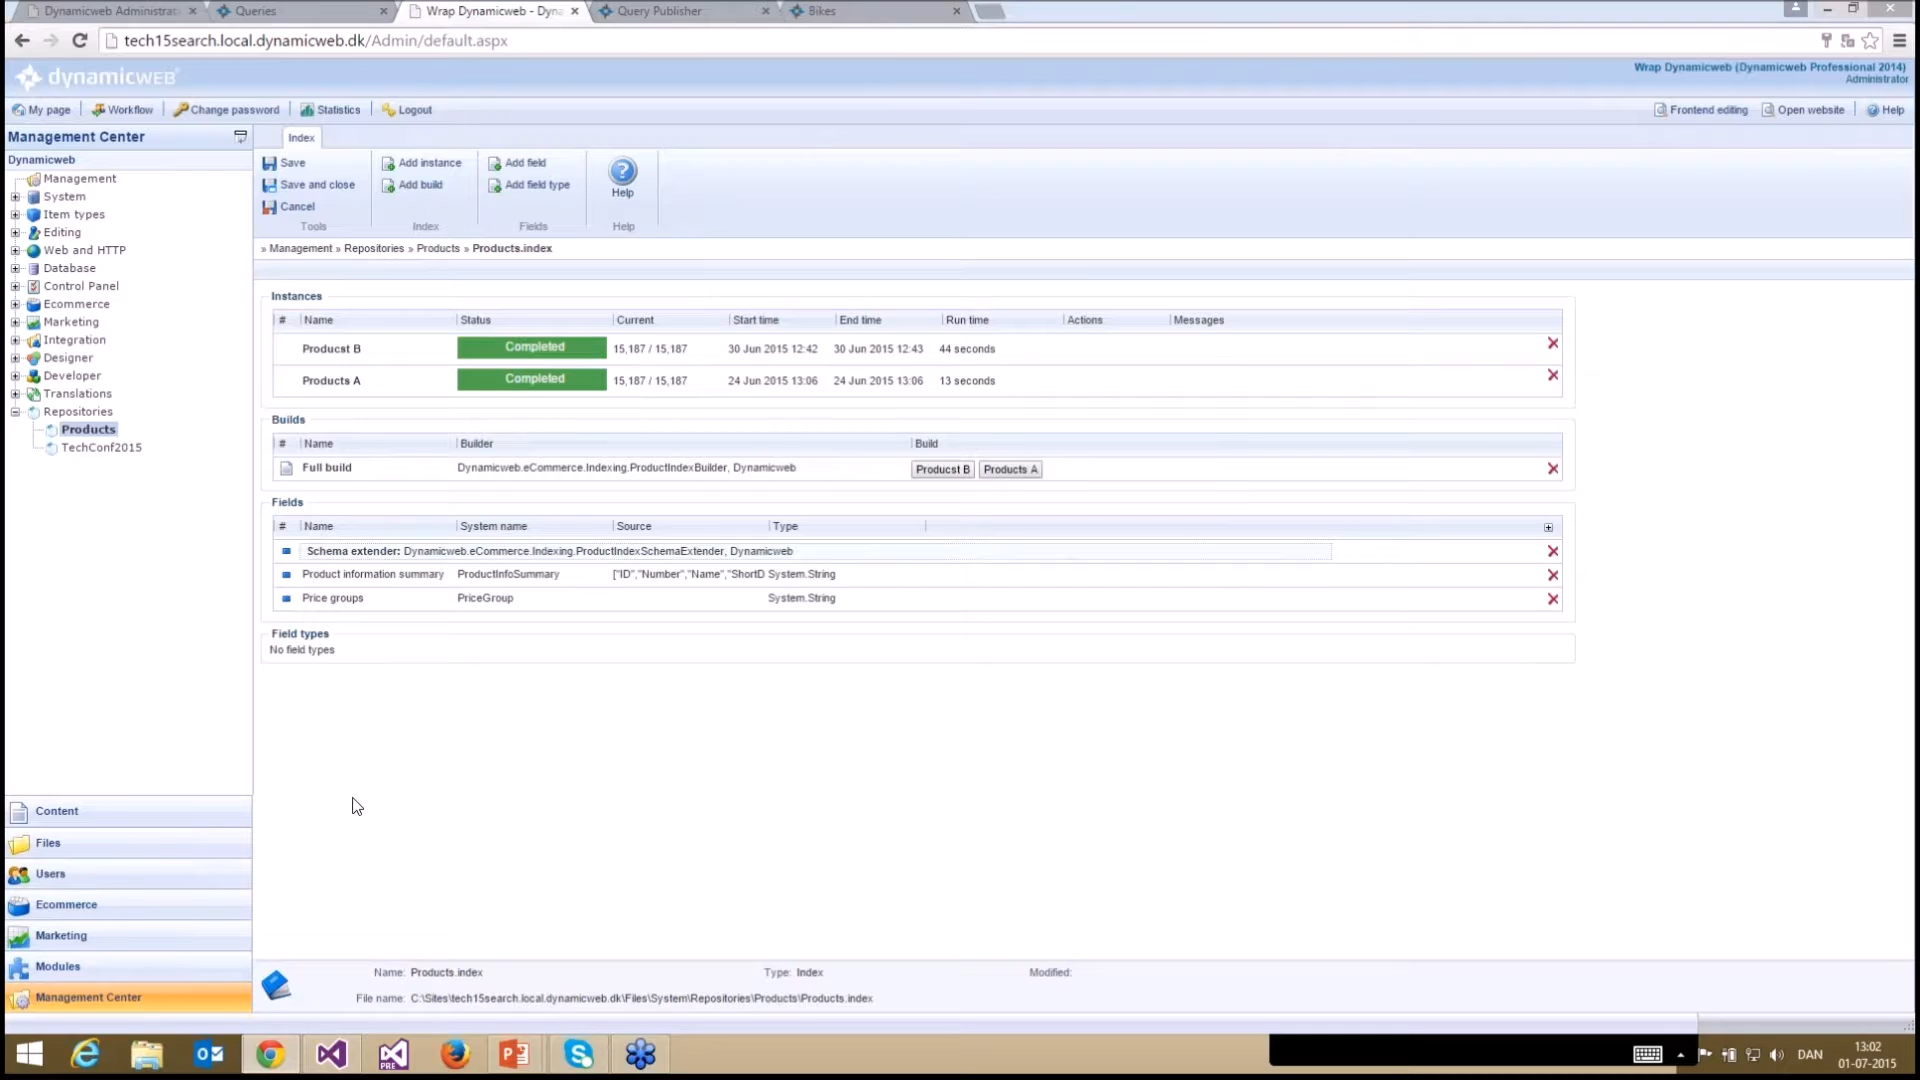 Dynamicweb Administrat
Queries
Wrap Dynamicweb - Dyna
Query Publisher
Bikes
tech15search.local.dynamicweb.dk/Admin/default.aspx
dynamicweb
Wrap Dynamicweb (Dynamicweb Professional 2014)
Administrator
My page Workflow Change password Statistics Logout
Frontend editing Open website Help
Management Center
Dynamicweb
Management
System
Item types
Editing
Web and HTTP
Database
Control Panel
Ecommerce
Marketing
Integration
Designer
Developer
Translations
Repositories
Products
TechConf2015
Content
Files
Users
Ecommerce
Marketing
Modules
Management Center
Index
Save
Save and close
Cancel
Tools
Add instance
Add build
Index
Add field
Add field type
Fields
Help
Help
» Management » Repositories » Products » Products.index
Instances
# Name Status Current Start time End time Run time Actions Messages
Producst B Completed 15,187 / 15,187 30 Jun 2015 12:42 30 Jun 2015 12:43 44 seconds
Products A Completed 15,187 / 15,187 24 Jun 2015 13:06 24 Jun 2015 13:06 13 seconds
Builds
# Name Builder Build
Full build Dynamicweb.eCommerce.Indexing.ProductIndexBuilder, Dynamicweb Producst B Products A
Fields
# Name System name Source Type
Schema extender: Dynamicweb.eCommerce.Indexing.ProductIndexSchemaExtender, Dynamicweb
Product information summary ProductInfoSummary ["ID","Number","Name","ShortD System.String
Price groups PriceGroup System.String
Field types
No field types
Name: Products.index Type: Index Modified:
File name: C:\Sites\tech15search.local.dynamicweb.dk\Files\System\Repositories\Products\Products.index
PRE
DAN
13:02
01-07-2015